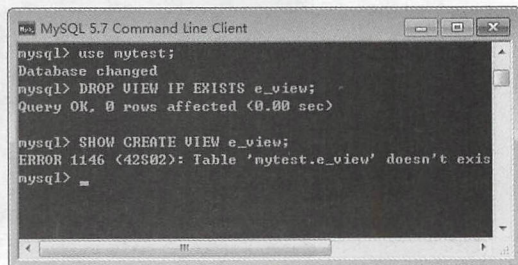 MySQL 5.7 Command Line Client
mysql> use mytest;
Database changed
mysql> DROP VIEW IF EXISTS e_view;
Query OK, 0 rows affected (0.00 sec)
mysql> SHOW CREATE VIEW e_view;
ERROR 1146 (42S02): Table 'mytest.e_view' doesn't exis
mysql>